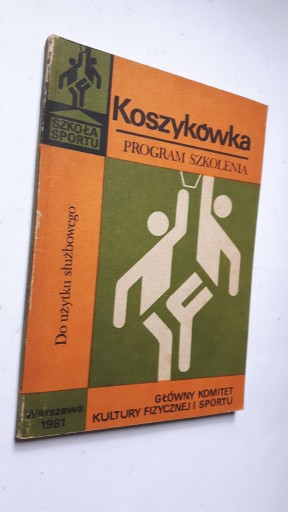 SZKOŁA
SPORTU
Koszykówka
PROGRAM SZKOLENIA
Do użytku służbowego
GŁÓWNY KOMITET
KULTURY FIZYCZNEJ I SPORTU
Warszawa
1981